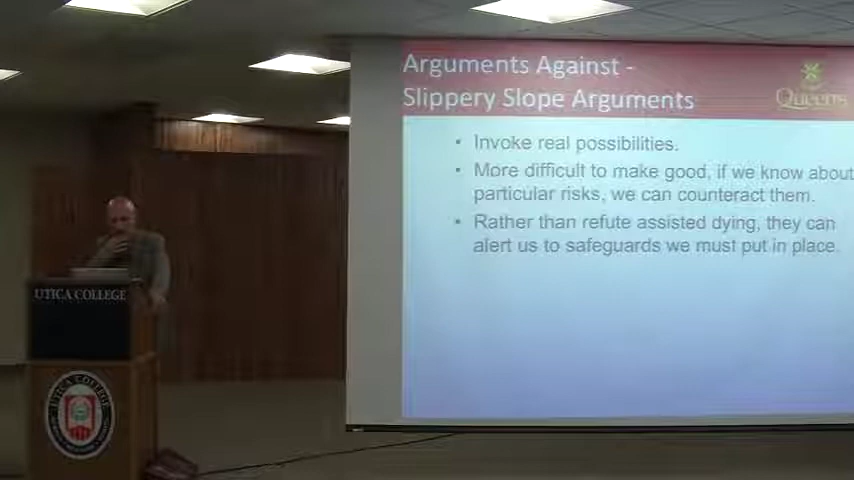 Arguments Against -
Slippery Slope Arguments
Queens
• Invoke real possibilities.
• More difficult to make good, if we know about
particular risks, we can counteract them.
• Rather than refute assisted dying, they can
alert us to safeguards we must put in place.
UTICA COLLEGE
UTICA COLLEGE